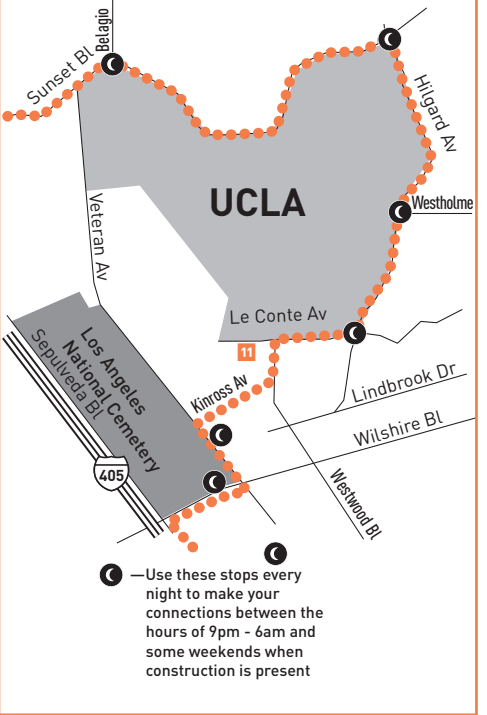 Belagio
Sunset Bl
Hilgard Av
UCLA
Westholme
Veteran Av
Le Conte Av
11
Los Angeles
National Cemetery
Sepulveda Bl
Kinross Av
Lindbrook Dr
Wilshire Bl
405
Westwood Bl
—Use these stops every
night to make your
connections between the
hours of 9pm - 6am and
some weekends when
construction is present